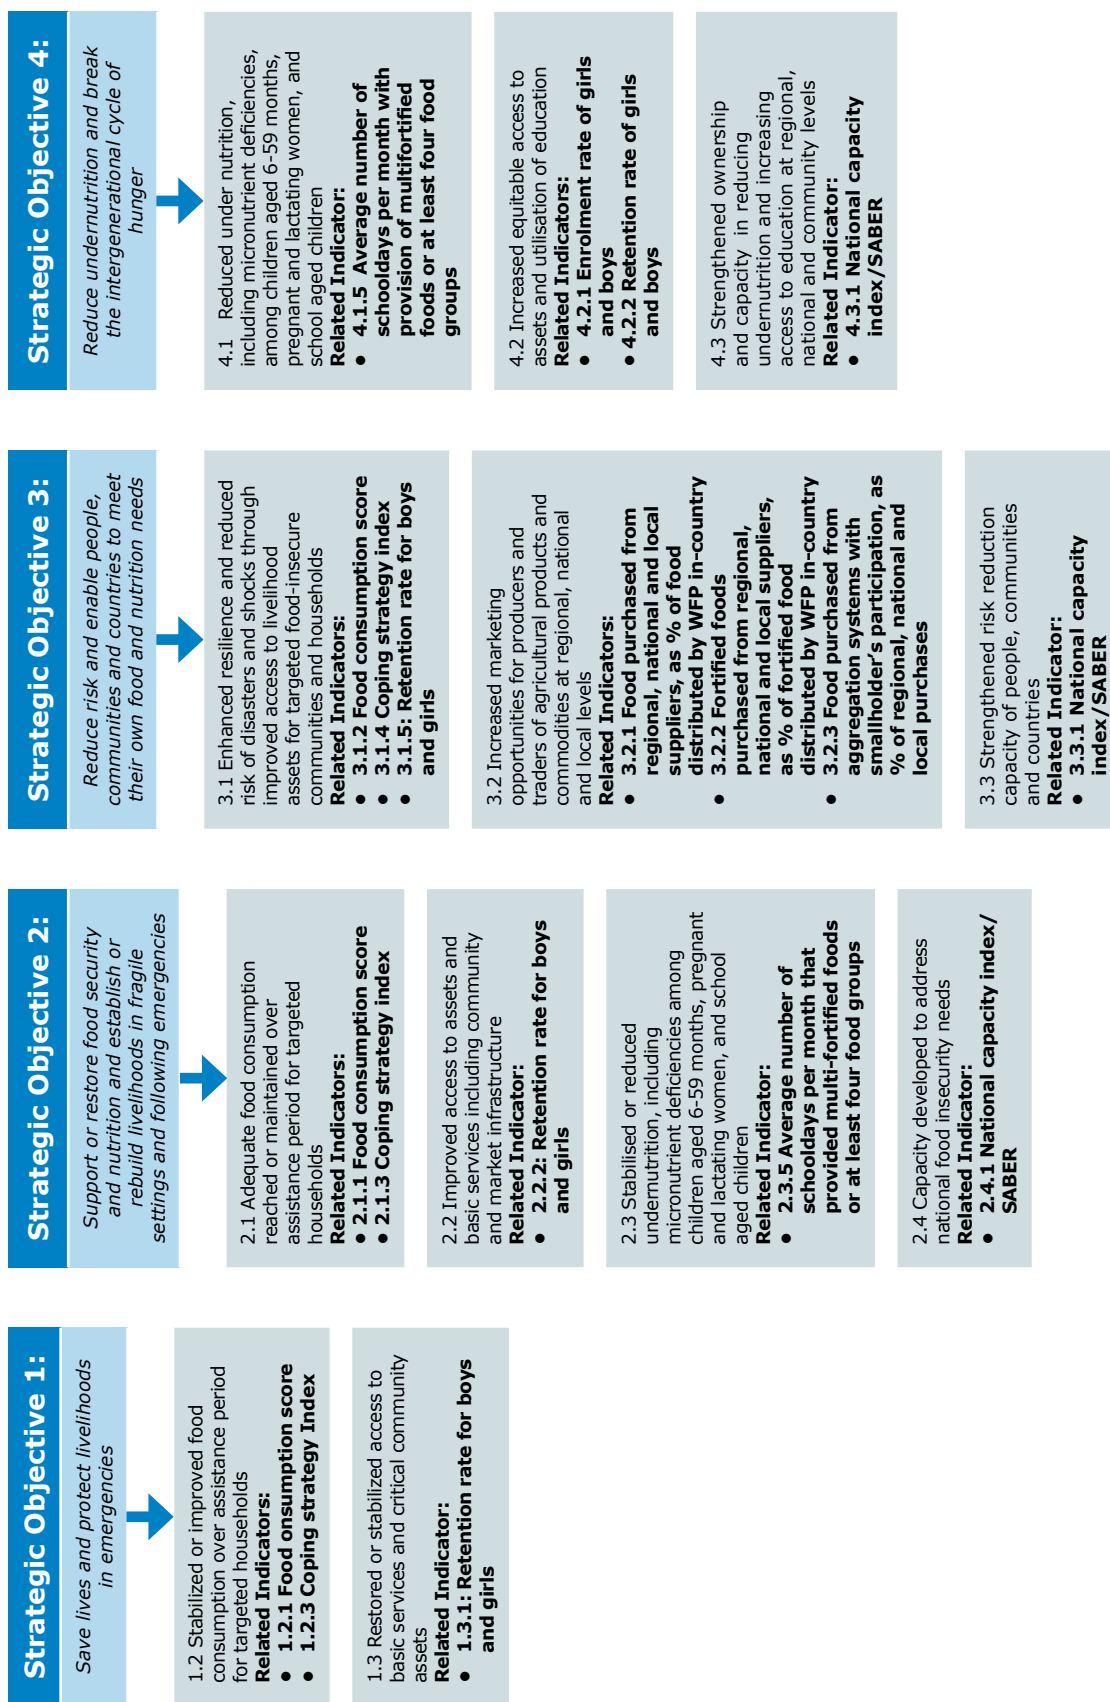 Strategic Objective 1:
Save lives and protect livelihoods
in emergencies
1.2 Stabilized or improved food
consumption over assistance period
for targeted households
Related Indicators:
● 1.2.1 Food onsumption score
● 1.2.3 Coping strategy Index
1.3 Restored or stabilized access to
basic services and critical community
assets
Related Indicator:
● 1.3.1: Retention rate for boys
and girls
Strategic Objective 2:
Support or restore food security
and nutrition and establish or
rebuild livelihoods in fragile
settings and following emergencies
2.1 Adequate food consumption
reached or maintained over
assistance period for targeted
households
Related Indicators:
● 2.1.1 Food consumption score
● 2.1.3 Coping strategy index
2.2 Improved access to assets and
basic services including community
and market infrastructure
Related Indicator:
● 2.2.2: Retention rate for boys
and girls
2.3 Stabilised or reduced
undernutrition, including
micronutrient deficiencies among
children aged 6-59 months, pregnant
and lactating women, and school
aged children
Related Indicator:
● 2.3.5 Average number of
schooldays per month that
provided multi-fortified foods
or at least four food groups
2.4 Capacity developed to address
national food insecurity needs
Related Indicator:
● 2.4.1 National capacity index/
SABER
Strategic Objective 3:
Reduce risk and enable people,
communities and countries to meet
their own food and nutrition needs
3.1 Enhanced resilience and reduced
risk of disasters and shocks through
improved access to livelihood
assets for targeted food-insecure
communities and households
Related Indicators:
● 3.1.2 Food consumption score
● 3.1.4 Coping strategy index
● 3.1.5: Retention rate for boys
and girls
3.2 Increased marketing
opportunities for producers and
traders of agricultural products and
commodities at regional, national
and local levels
Related Indicators:
● 3.2.1 Food purchased from
regional, national and local
suppliers, as % of food
distributed by WFP in-country
● 3.2.2 Fortified foods
purchased from regional,
national and local suppliers,
as % of fortified food
distributed by WFP in-country
● 3.2.3 Food purchased from
aggregation systems with
smallholder's participation, as
% of regional, national and
local purchases
3.3 Strengthened risk reduction
capacity of people, communities
and countries
Related Indicator:
● 3.3.1 National capacity
index/SABER
Strategic Objective 4:
Reduce undernutrition and break
the intergenerational cycle of
hunger
4.1 Reduced under nutrition,
including micronutrient deficiencies,
among children aged 6-59 months,
pregnant and lactating women, and
school aged children
Related Indicator:
● 4.1.5 Average number of
schooldays per month with
provision of multifortified
foods or at least four food
groups
4.2 Increased equitable access to
assets and utilisation of education
Related Indicators:
● 4.2.1 Enrolment rate of girls
and boys
● 4.2.2 Retention rate of girls
and boys
4.3 Strengthened ownership
and capacity in reducing
undernutrition and increasing
access to education at regional,
national and community levels
Related Indicator:
● 4.3.1 National capacity
index/SABER